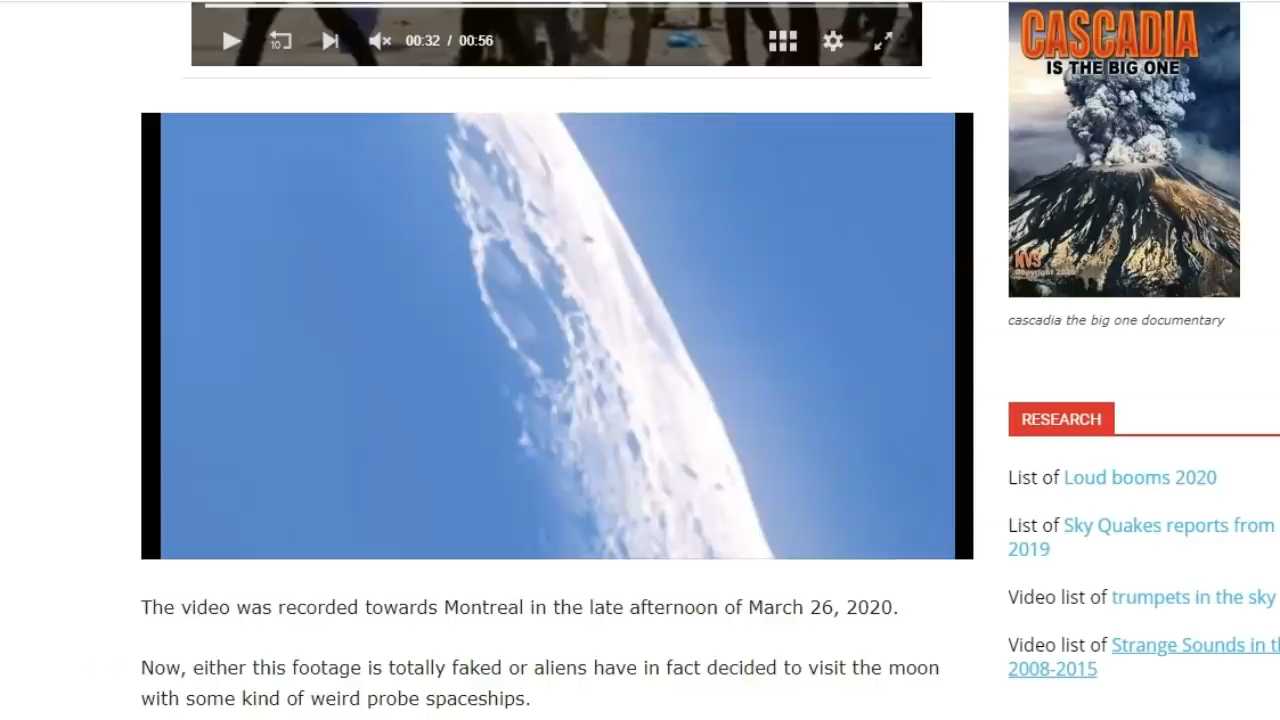 10
00:32 / 00:56
CASCADIA
IS THE BIG ONE
NVS
cascadia the big one documentary
RESEARCH
List of Loud booms 2020
List of Sky Quakes reports from
2019
Video list of trumpets in the sky
Video list of Strange Sounds in
2008-2015
The video was recorded towards Montreal in the late afternoon of March 26, 2020.
Now, either this footage is totally faked or aliens have in fact decided to visit the moon
with some kind of weird probe spaceships.